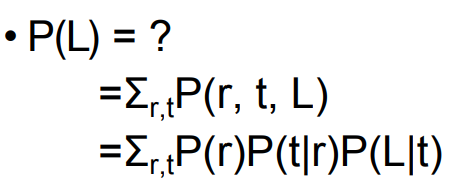 • P(L) = ?
=Σr,tP(r, t, L)
=Σr,tP(r)P(t|r)P(L|t)